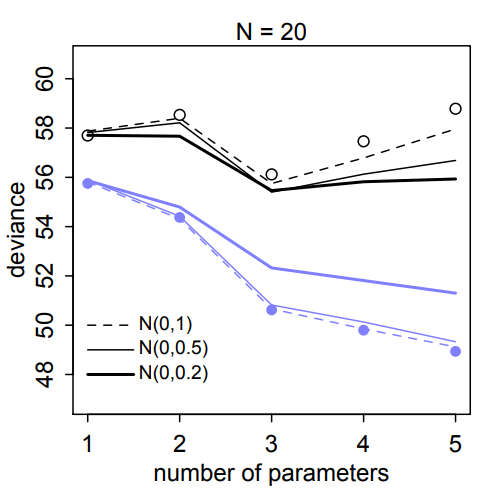 N = 20
deviance
60
58
56
54
52
50
48
N(0,1)
N(0,0.5)
N(0,0.2)
1 2 3 4 5
number of parameters